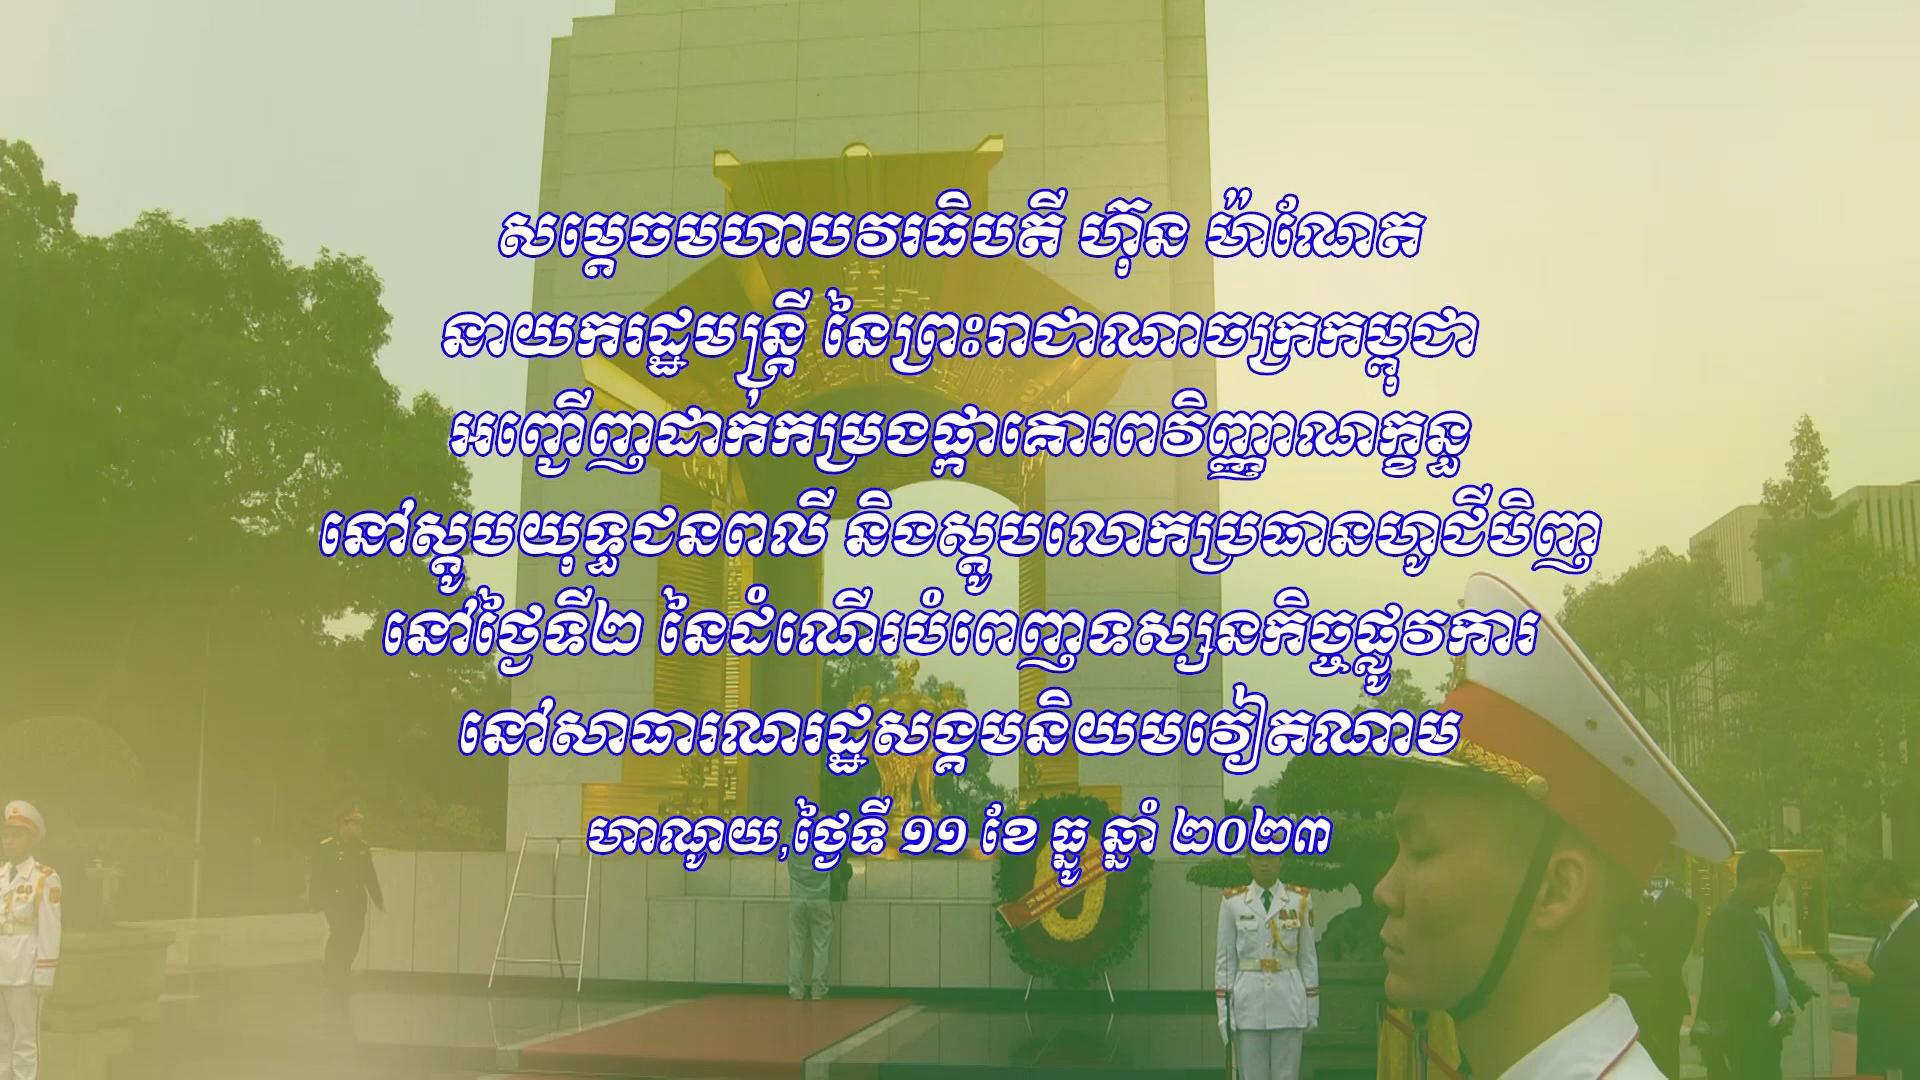 សម្តេចមហាបវរធិបតី ហ៊ុន ម៉ាណែត
នាយករដ្ឋមន្ត្រី នៃព្រះរាជាណាចក្រកម្ពុជា
អញ្ជើញដាក់កម្រងផ្កាគោរពវិញ្ញាណក្ខន្ធ
នៅស្តូបយុទ្ធជនពលី និងស្តូបលោកប្រធានហូជីមិញ
នៅថ្ងៃទី២ នៃដំណើរបំពេញទស្សនកិច្ចផ្លូវការ
នៅសាធារណរដ្ឋសង្គមនិយមវៀតណាម
ហាណូយ,ថ្ងៃទី ១១ ខែ ធ្នូ ឆ្នាំ ២០២៣